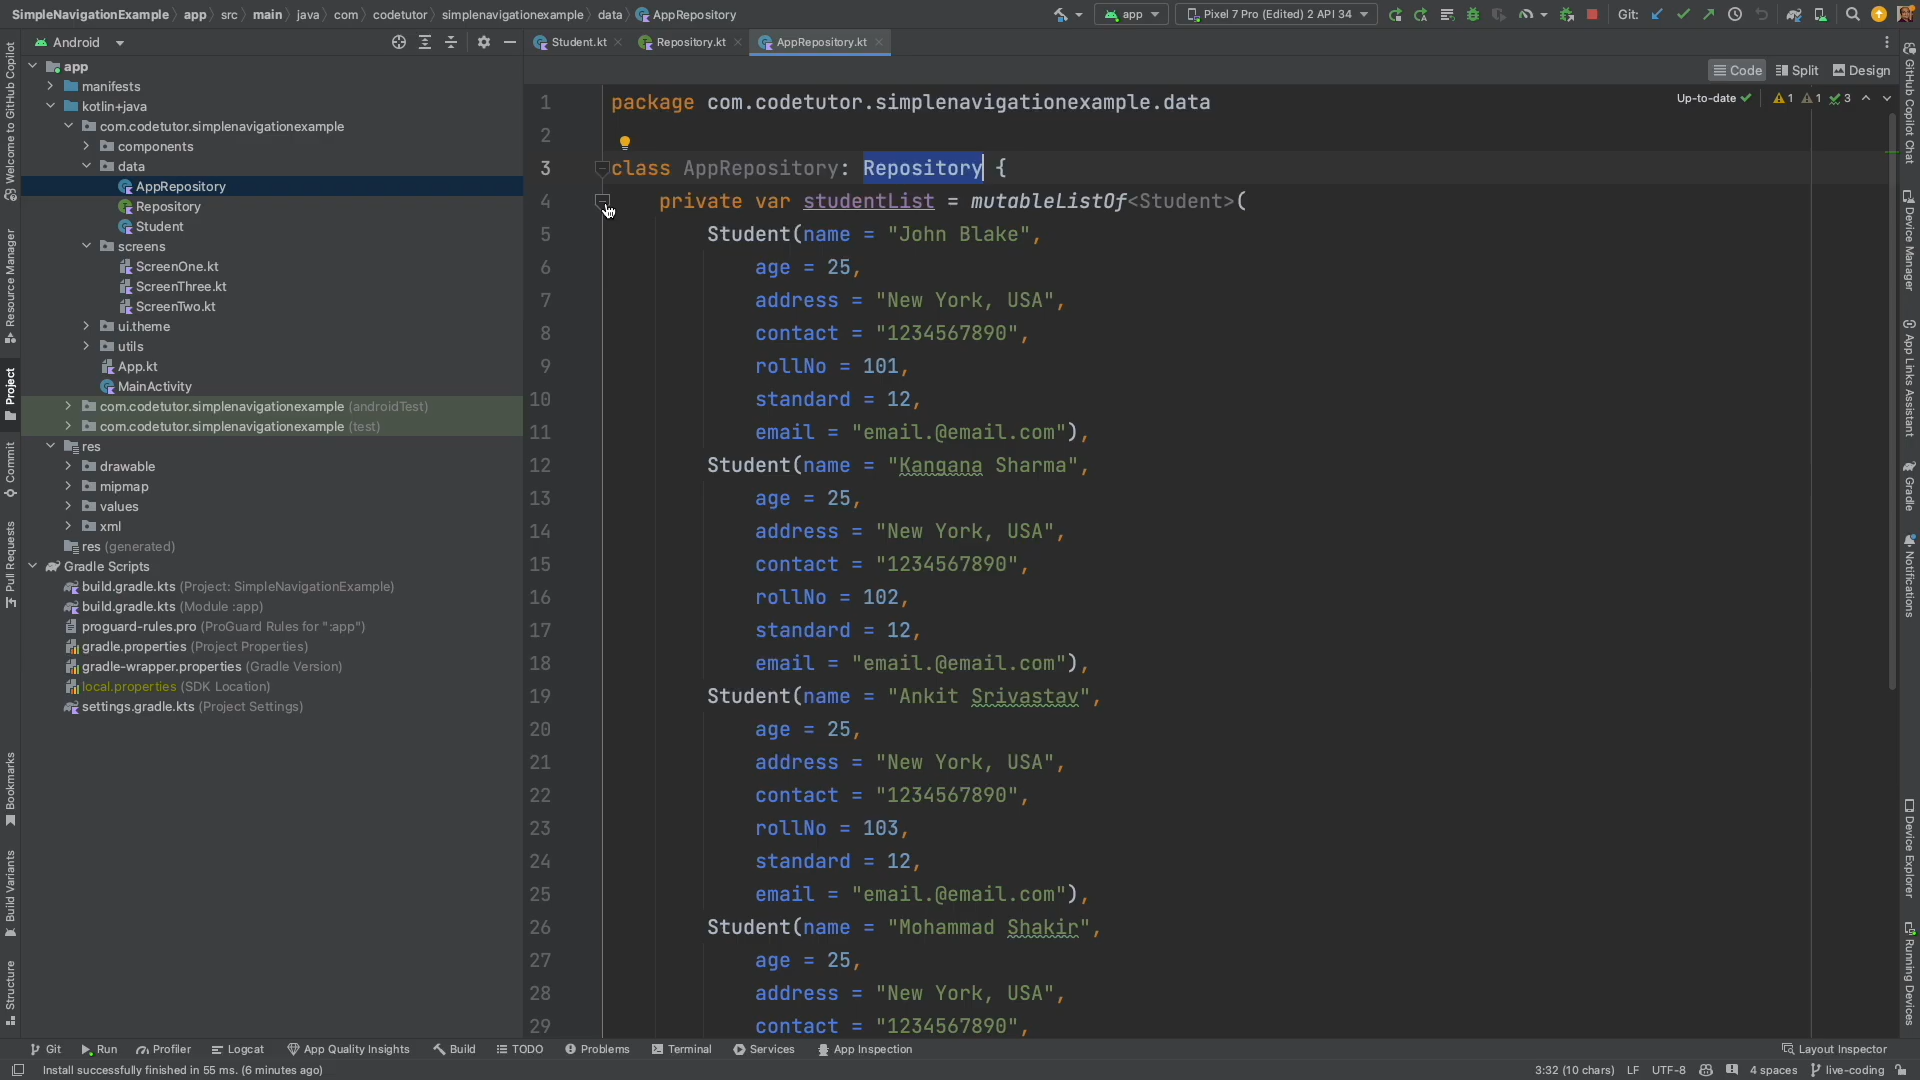 SimpleNavigationExample app src main java com codetutor simplenavigationexample data AppRepository
app Pixel 7 Pro (Edited) 2 API 34 Git:
Android
Student.kt Repository.kt AppRepository.kt
Code Split Design
Up-to-date 1 1 3
app
manifests
kotlin+java
com.codetutor.simplenavigationexample
components
data
AppRepository
Repository
Student
screens
ScreenOne.kt
ScreenThree.kt
ScreenTwo.kt
ui.theme
utils
App.kt
MainActivity
com.codetutor.simplenavigationexample (androidTest)
com.codetutor.simplenavigationexample (test)
res
drawable
mipmap
values
xml
res (generated)
Gradle Scripts
build.gradle.kts (Project: SimpleNavigationExample)
build.gradle.kts (Module :app)
proguard-rules.pro (ProGuard Rules for ":app")
gradle.properties (Project Properties)
gradle-wrapper.properties (Gradle Version)
local.properties (SDK Location)
settings.gradle.kts (Project Settings)
1 package com.codetutor.simplenavigationexample.data
2
3 class AppRepository: Repository {
4 private var studentList = mutableListOf<Student>(
5 Student(name = "John Blake",
6 age = 25,
7 address = "New York, USA",
8 contact = "1234567890",
9 rollNo = 101,
10 standard = 12,
11 email = "email.@email.com"),
12 Student(name = "Kangana Sharma",
13 age = 25,
14 address = "New York, USA",
15 contact = "1234567890",
16 rollNo = 102,
17 standard = 12,
18 email = "email.@email.com"),
19 Student(name = "Ankit Srivastav",
20 age = 25,
21 address = "New York, USA",
22 contact = "1234567890",
23 rollNo = 103,
24 standard = 12,
25 email = "email.@email.com"),
26 Student(name = "Mohammad Shakir",
27 age = 25,
28 address = "New York, USA",
29 contact = "1234567890",
Welcome to GitHub Copilot
Resource Manager
Project
Commit
Pull Requests
Bookmarks
Build Variants
Structure
GitHub Copilot Chat
Device Manager
App Links Assistant
Gradle
Notifications
Device Explorer
Running Devices
Git Run Profiler Logcat App Quality Insights Build TODO Problems Terminal Services App Inspection Layout Inspector
Install successfully finished in 55 ms. (6 minutes ago) 3:32 (10 chars) LF UTF-8 4 spaces live-coding